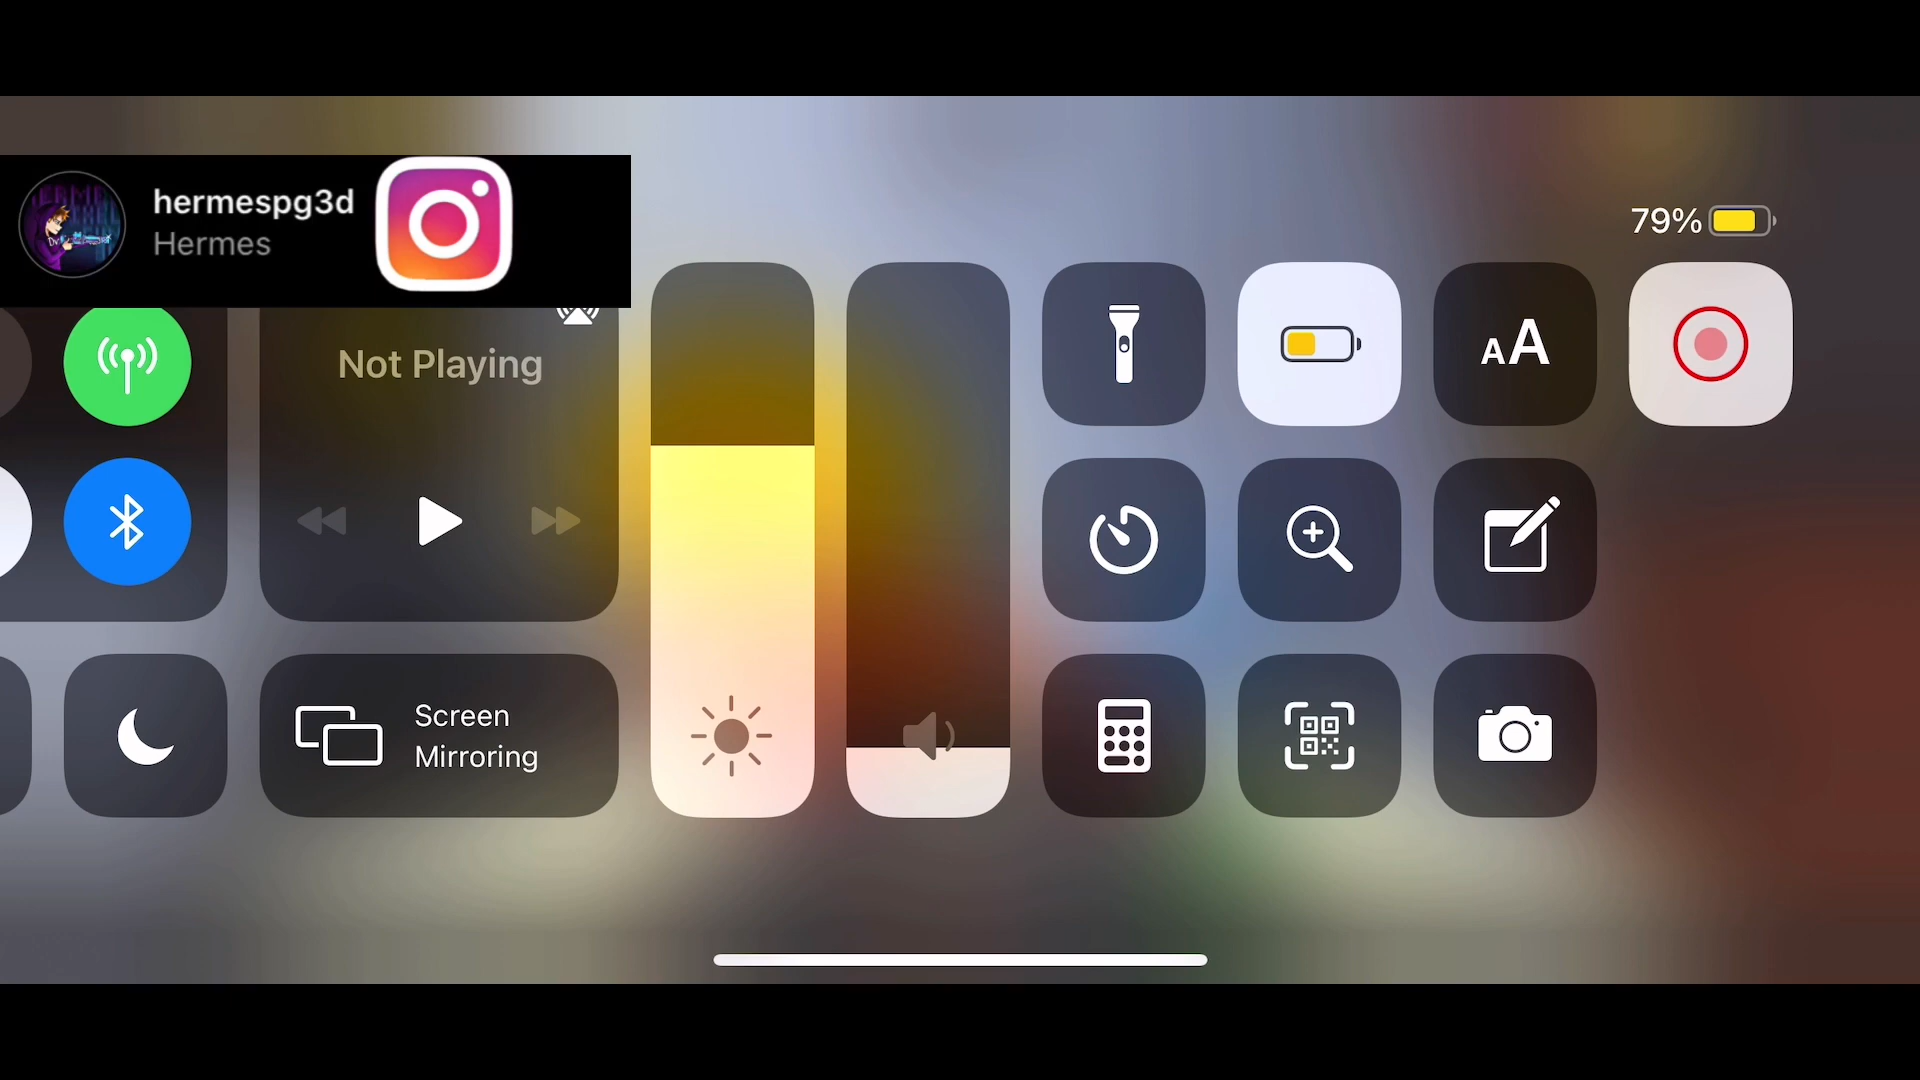 hermespg3d
Hermes
79%
Not Playing
AA
Screen
Mirroring